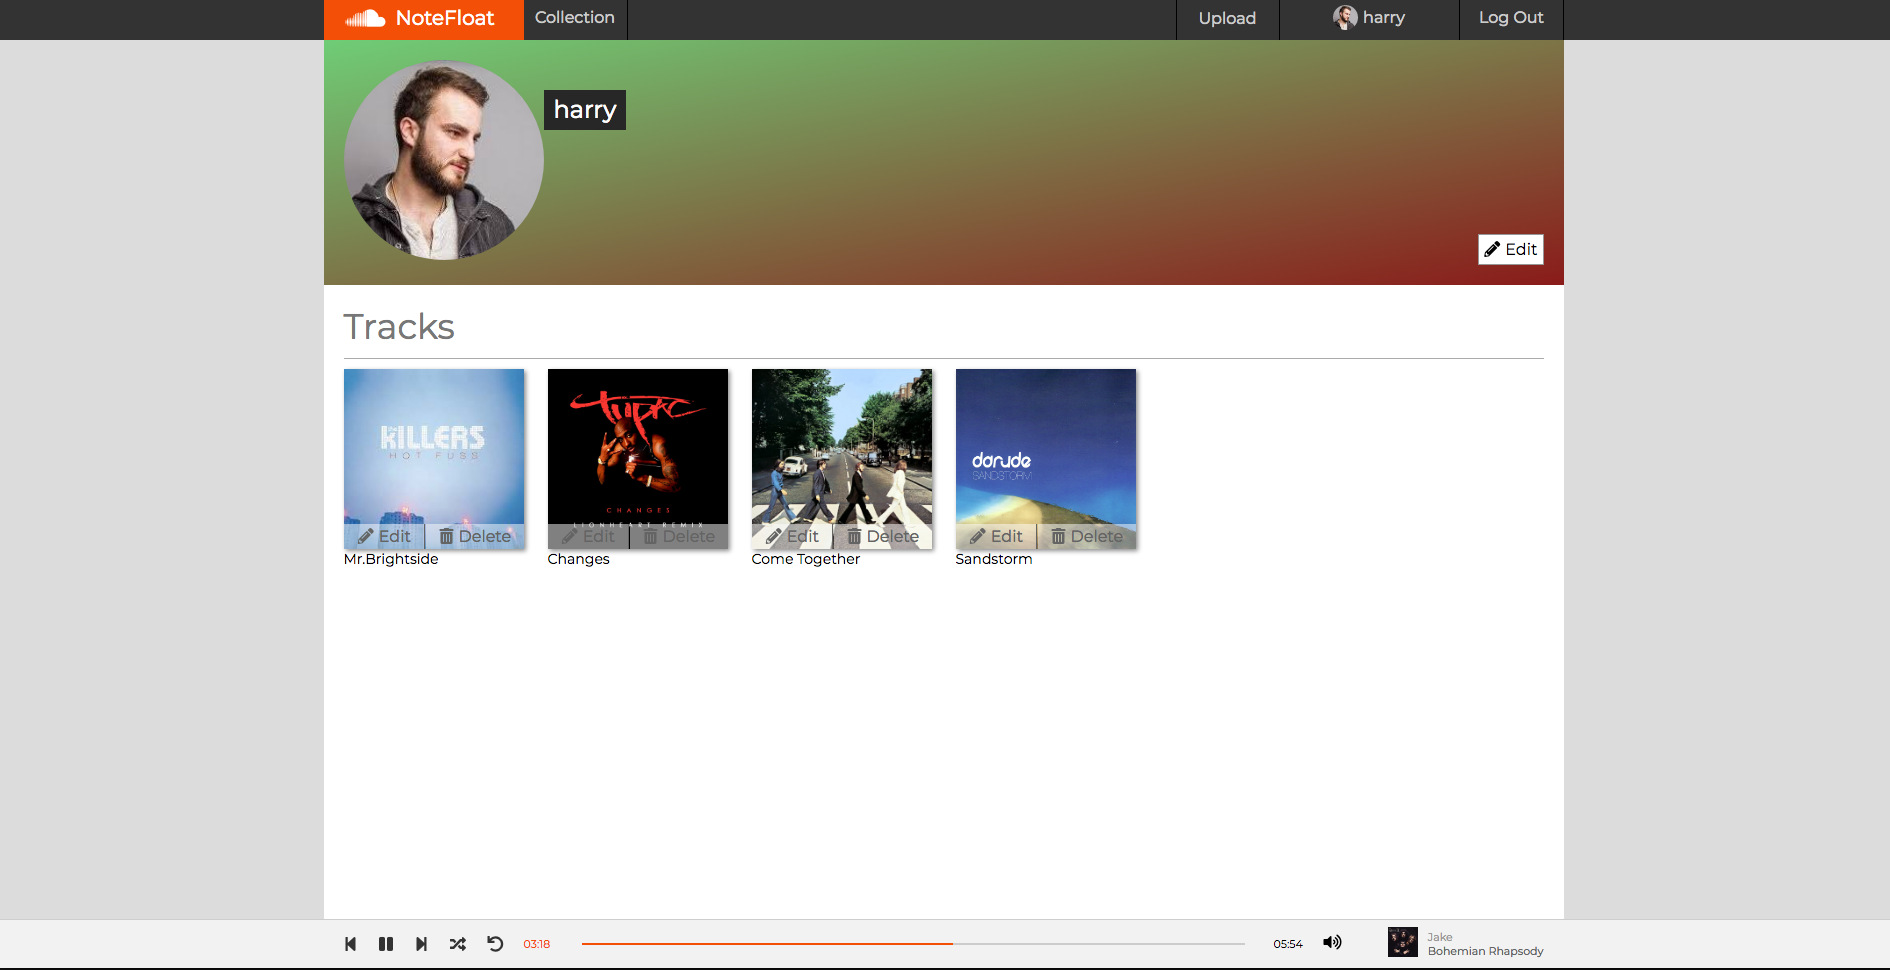 NoteFloat
Collection
Upload
harry
Log Out
harry
Edit
Tracks
the
KILLERS
HOT FUSS
Edit
Delete
Mr.Brightside
TUPAC
CHANGES
LIONHEART REMIX
Edit
Delete
Changes
Edit
Delete
Come Together
darude
SANDSTORM
Edit
Delete
Sandstorm
03:18
05:54
Jake
Bohemian Rhapsody